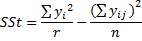 SSt = ∑ yᵢ² / r − (∑ yᵢⱼ)² / n